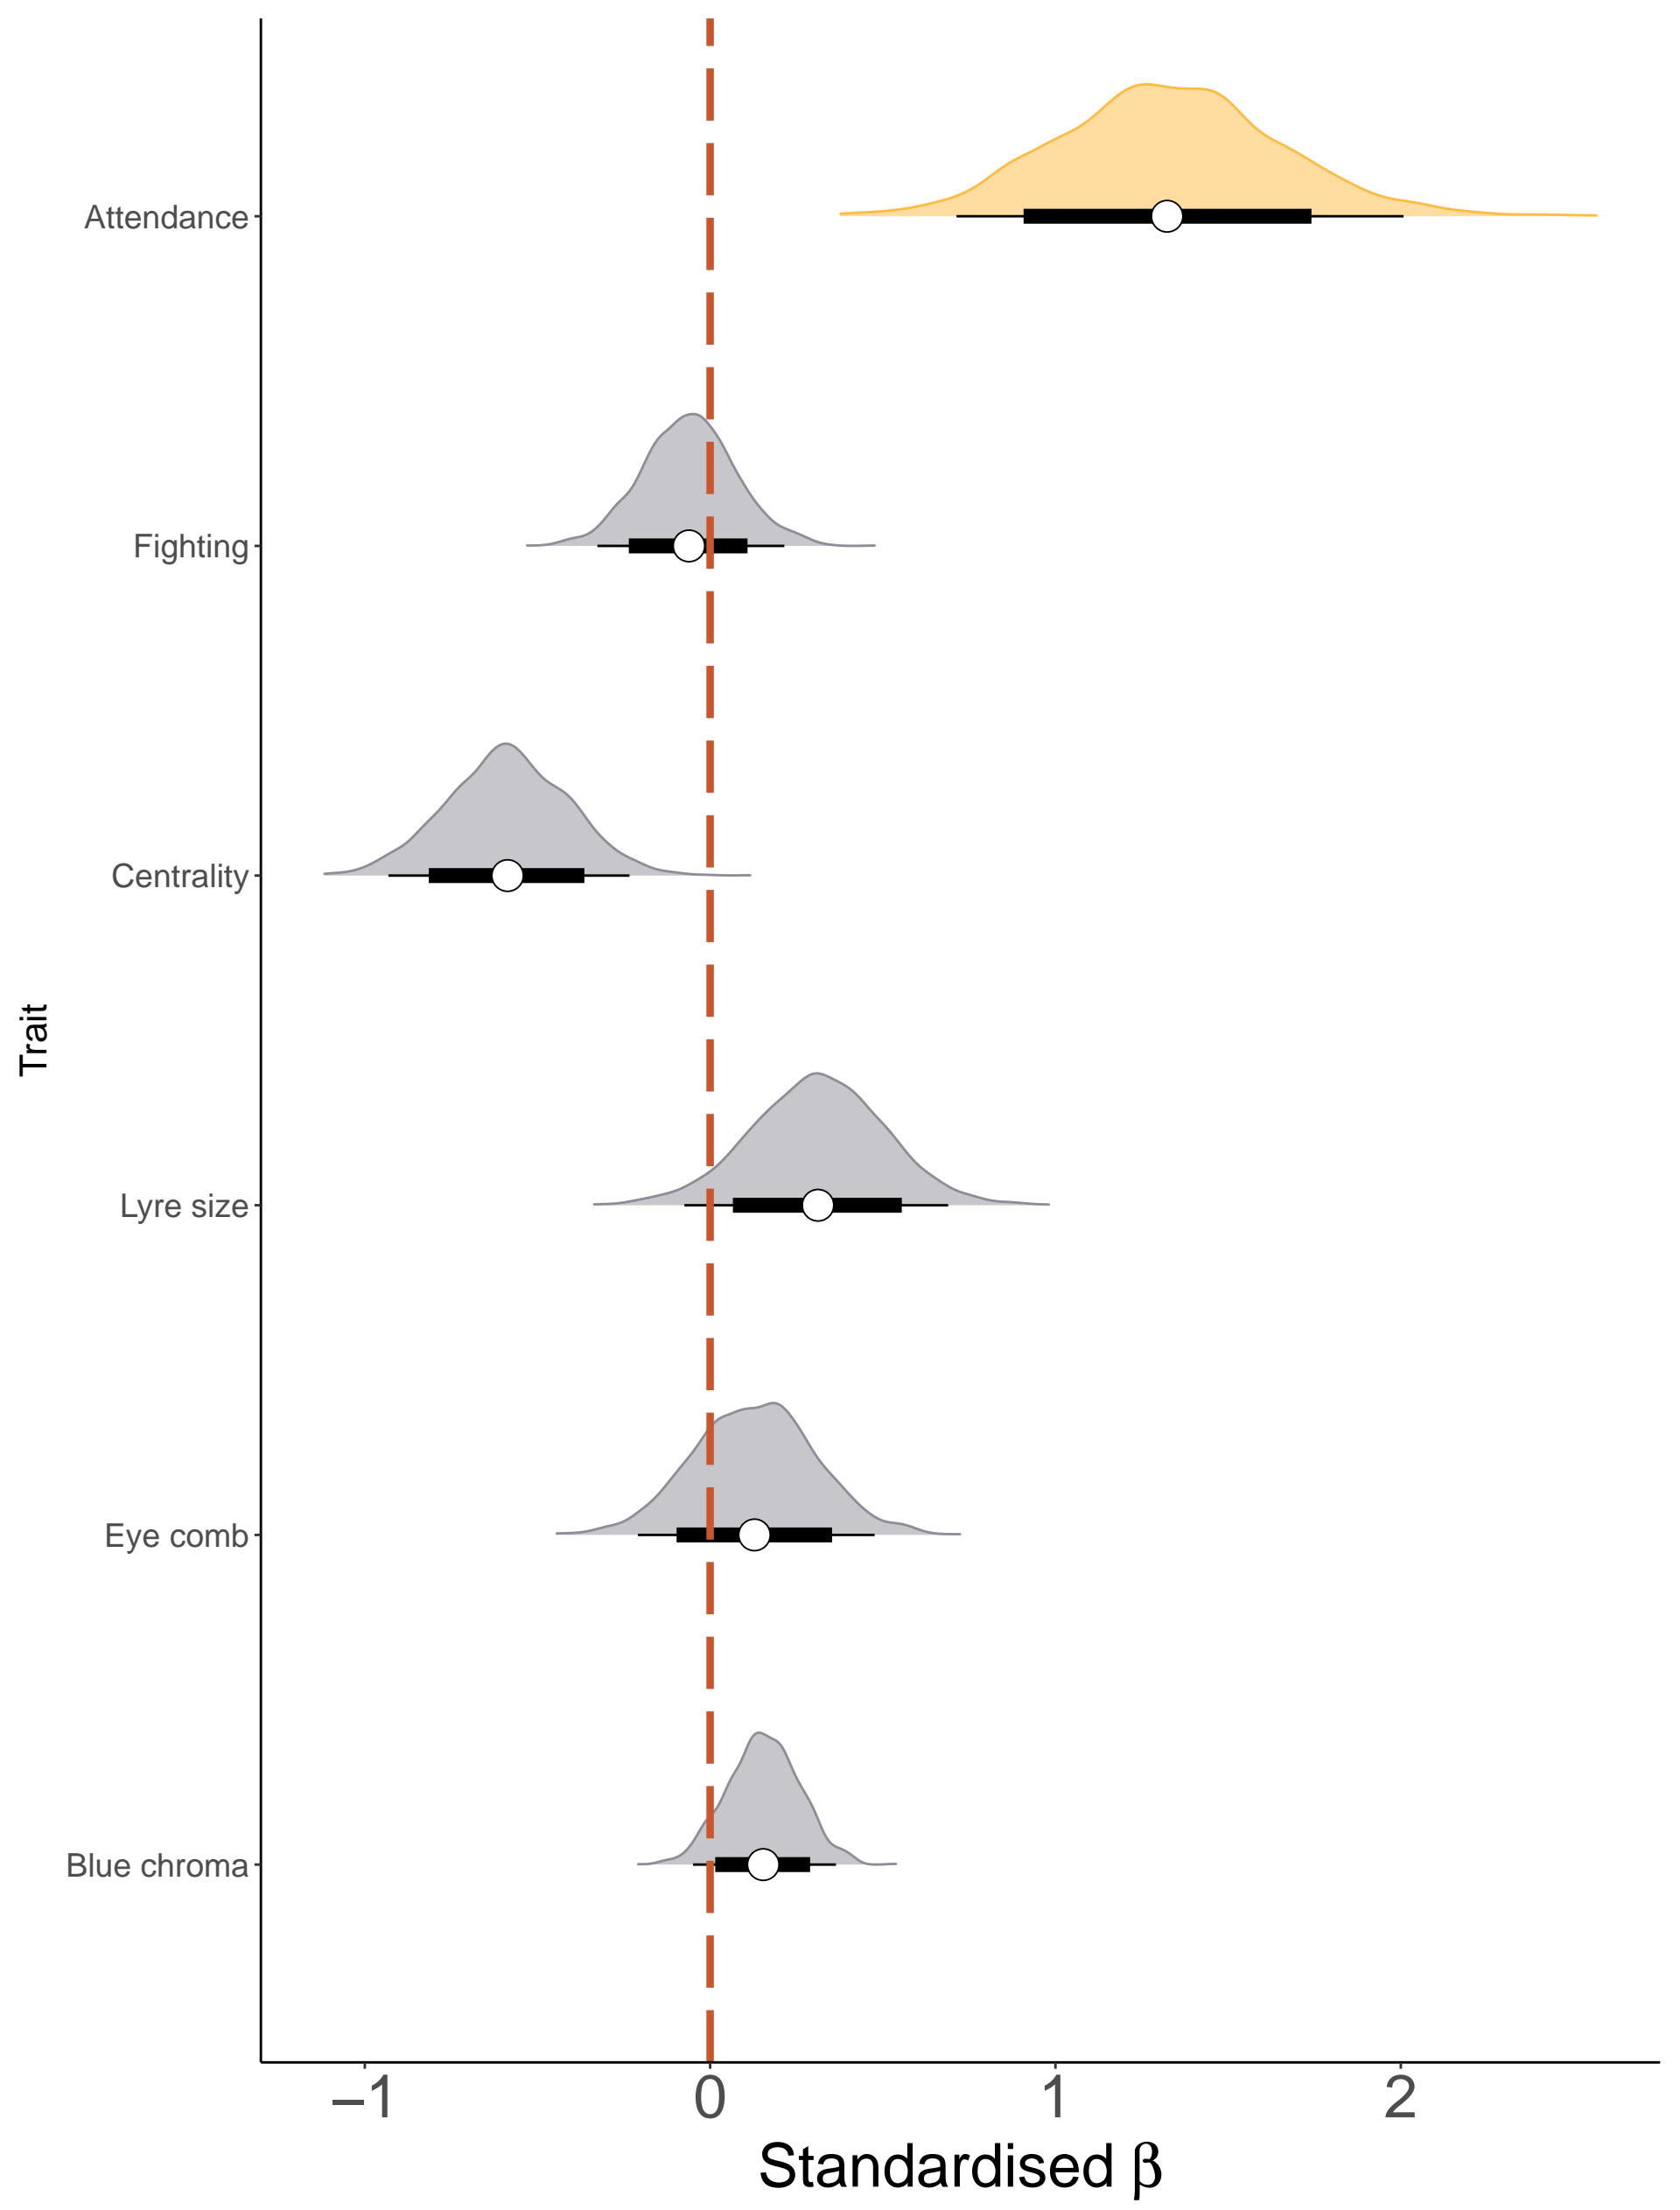 Attendance
Fighting
Centrality
Trait
Lyre size
Eye comb
Blue chroma
−1 0 1 2
Standardised β